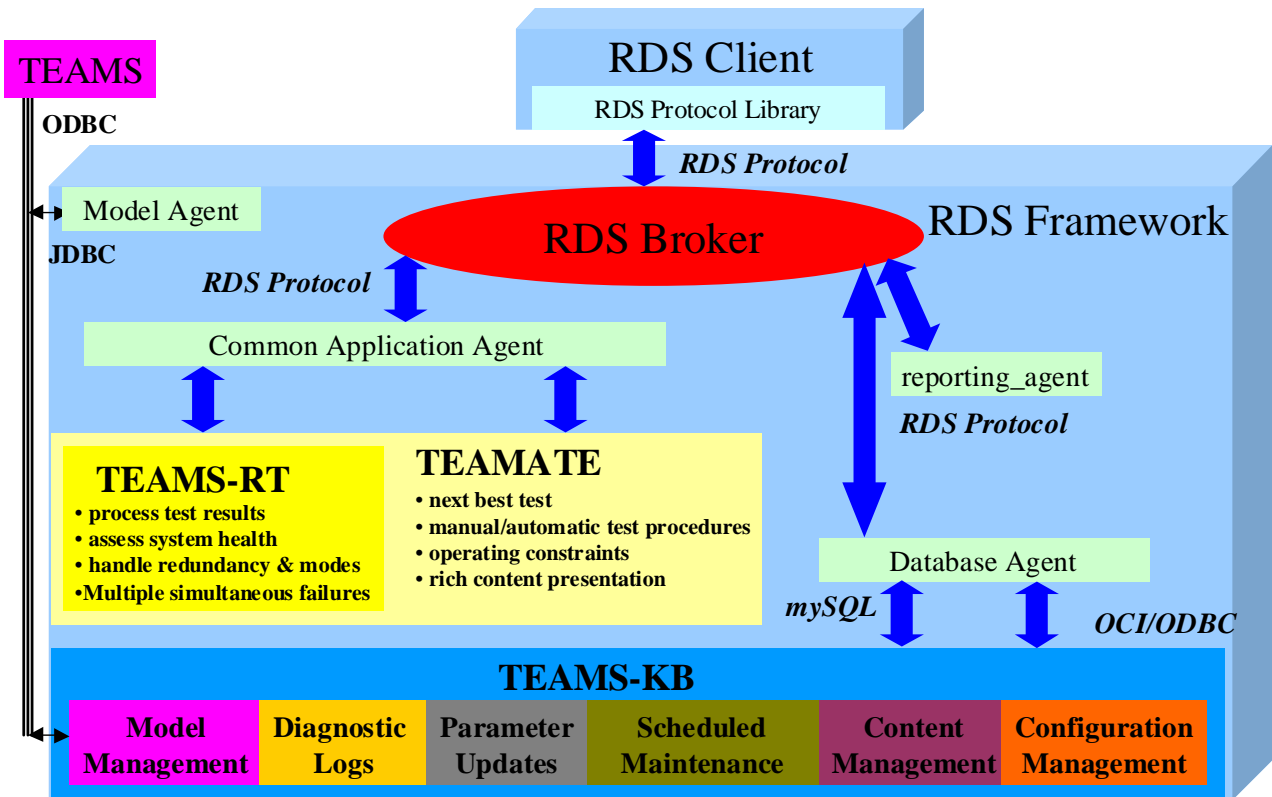 TEAMS
ODBC
RDS Client
RDS Protocol Library
RDS Protocol
Model Agent
JDBC
RDS Broker
RDS Framework
RDS Protocol
Common Application Agent
reporting_agent
RDS Protocol
TEAMS-RT
• process test results
• assess system health
• handle redundancy & modes
•Multiple simultaneous failures
TEAMATE
• next best test
• manual/automatic test procedures
• operating constraints
• rich content presentation
Database Agent
mySQL
OCI/ODBC
TEAMS-KB
Model
Management
Diagnostic
Logs
Parameter
Updates
Scheduled
Maintenance
Content
Management
Configuration
Management